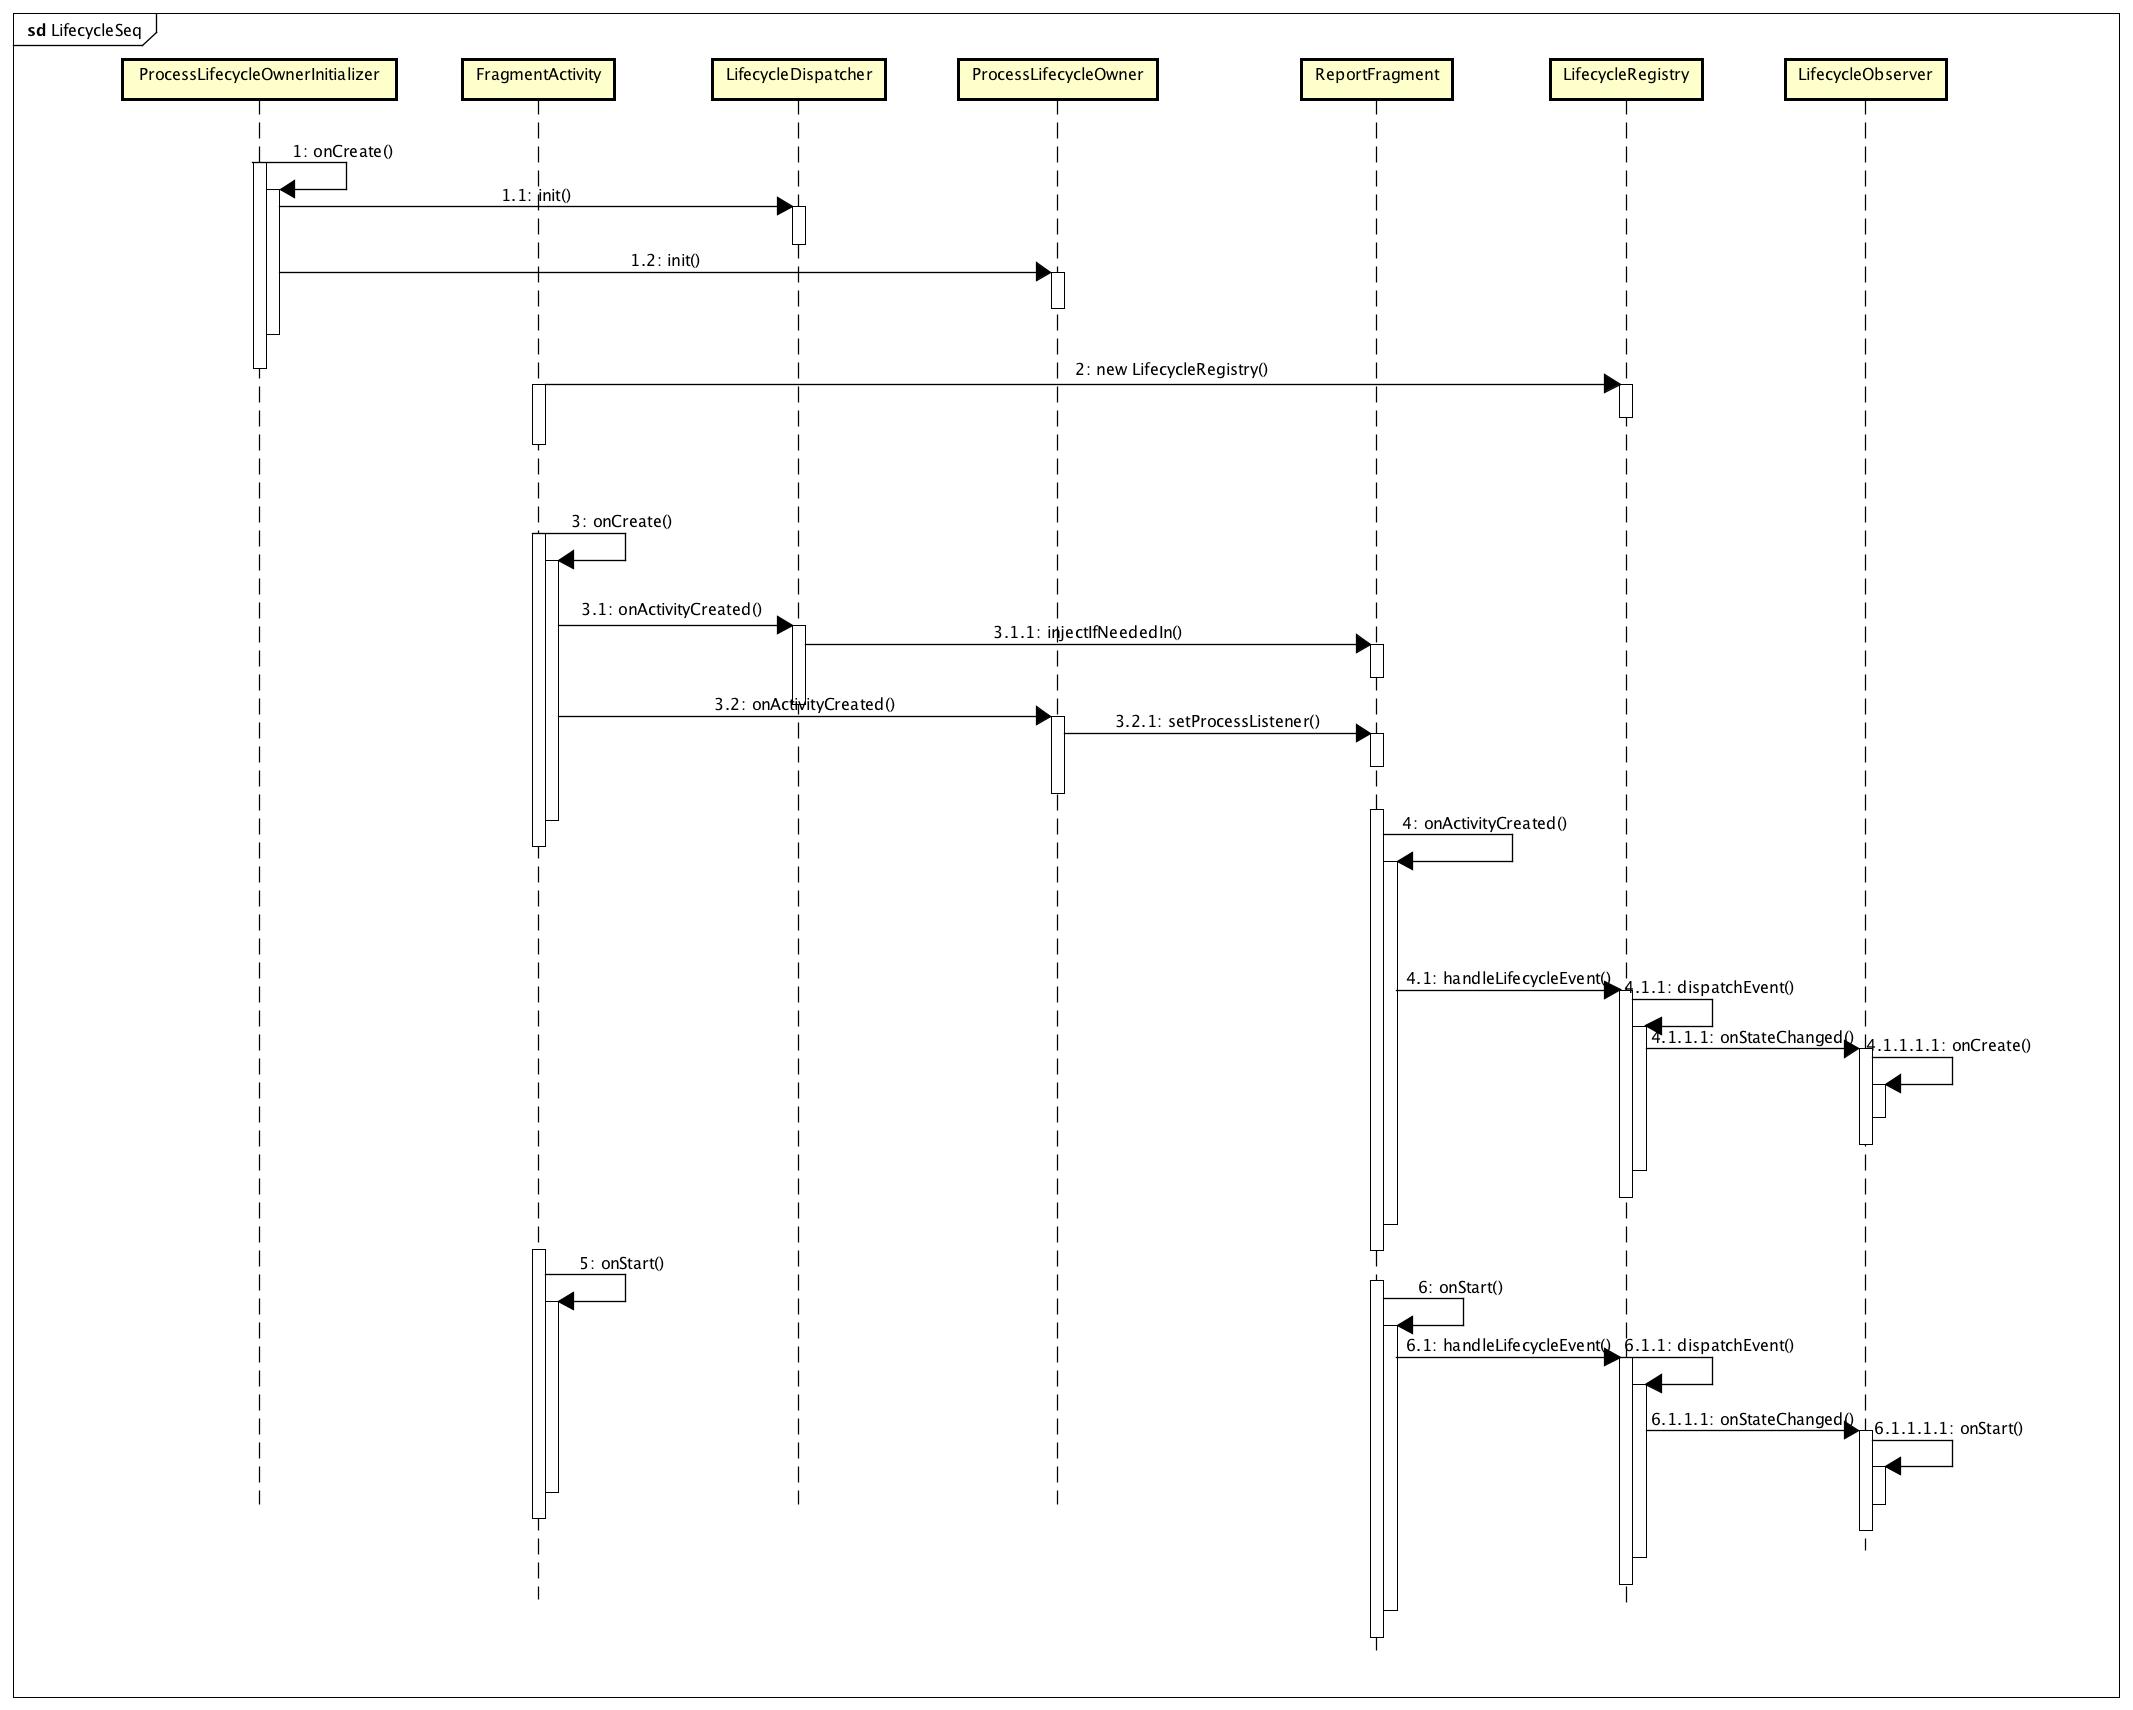 sd LifecycleSeq
ProcessLifecycleOwnerInitializer
FragmentActivity
LifecycleDispatcher
ProcessLifecycleOwner
ReportFragment
LifecycleRegistry
LifecycleObserver
1: onCreate()
1.1: init()
1.2: init()
2: new LifecycleRegistry()
3: onCreate()
3.1: onActivityCreated()
3.1.1: injectIfNeededIn()
3.2: onActivityCreated()
3.2.1: setProcessListener()
4: onActivityCreated()
4.1: handleLifecycleEvent()
4.1.1: dispatchEvent()
4.1.1.1: onStateChanged()
4.1.1.1.1: onCreate()
5: onStart()
6: onStart()
6.1: handleLifecycleEvent()
6.1.1: dispatchEvent()
6.1.1.1: onStateChanged()
6.1.1.1.1: onStart()